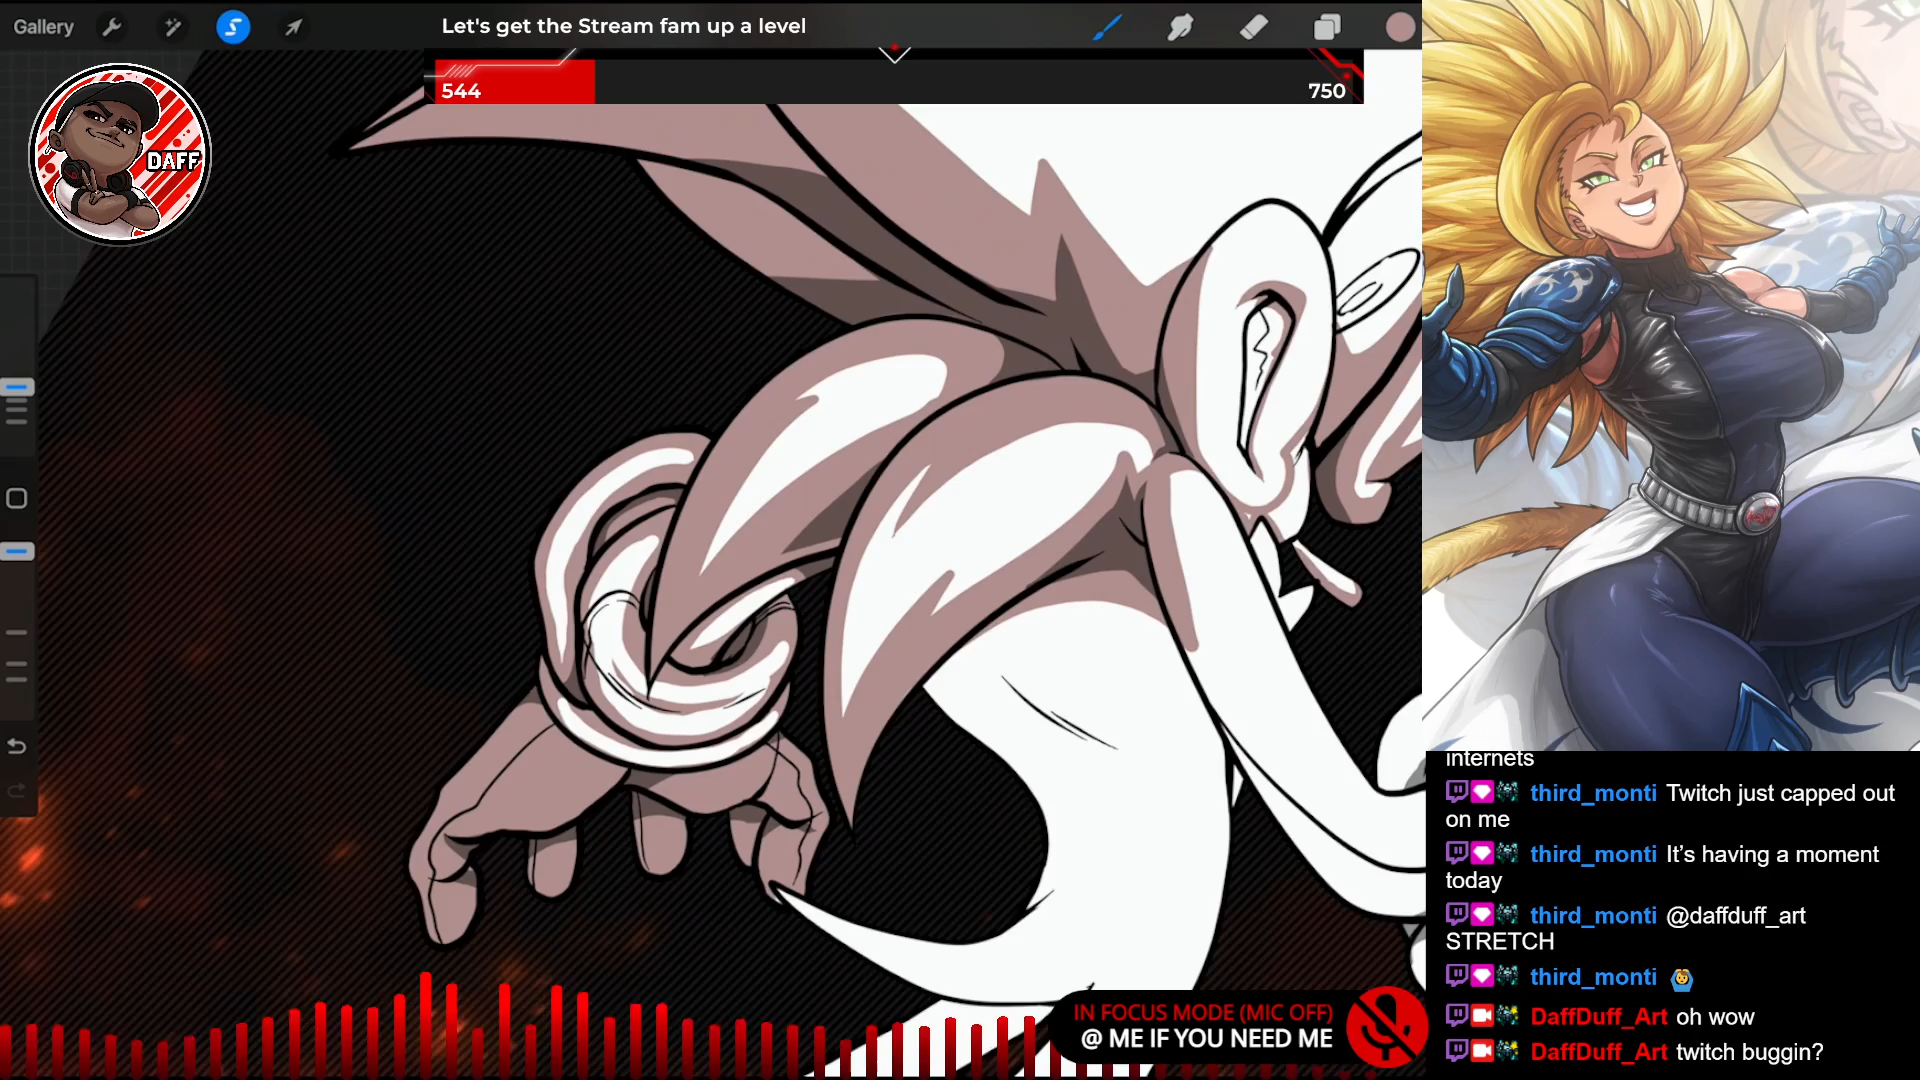 Gallery
Let's get the Stream fam up a level
544
750
DAFF
internets
third_monti Twitch just capped out
on me
third_monti It's having a moment
today
third_monti @daffduff_art
STRETCH
third_monti
DaffDuff_Art oh wow
DaffDuff_Art twitch buggin?
IN FOCUS MODE (MIC OFF)
@ ME IF YOU NEED ME